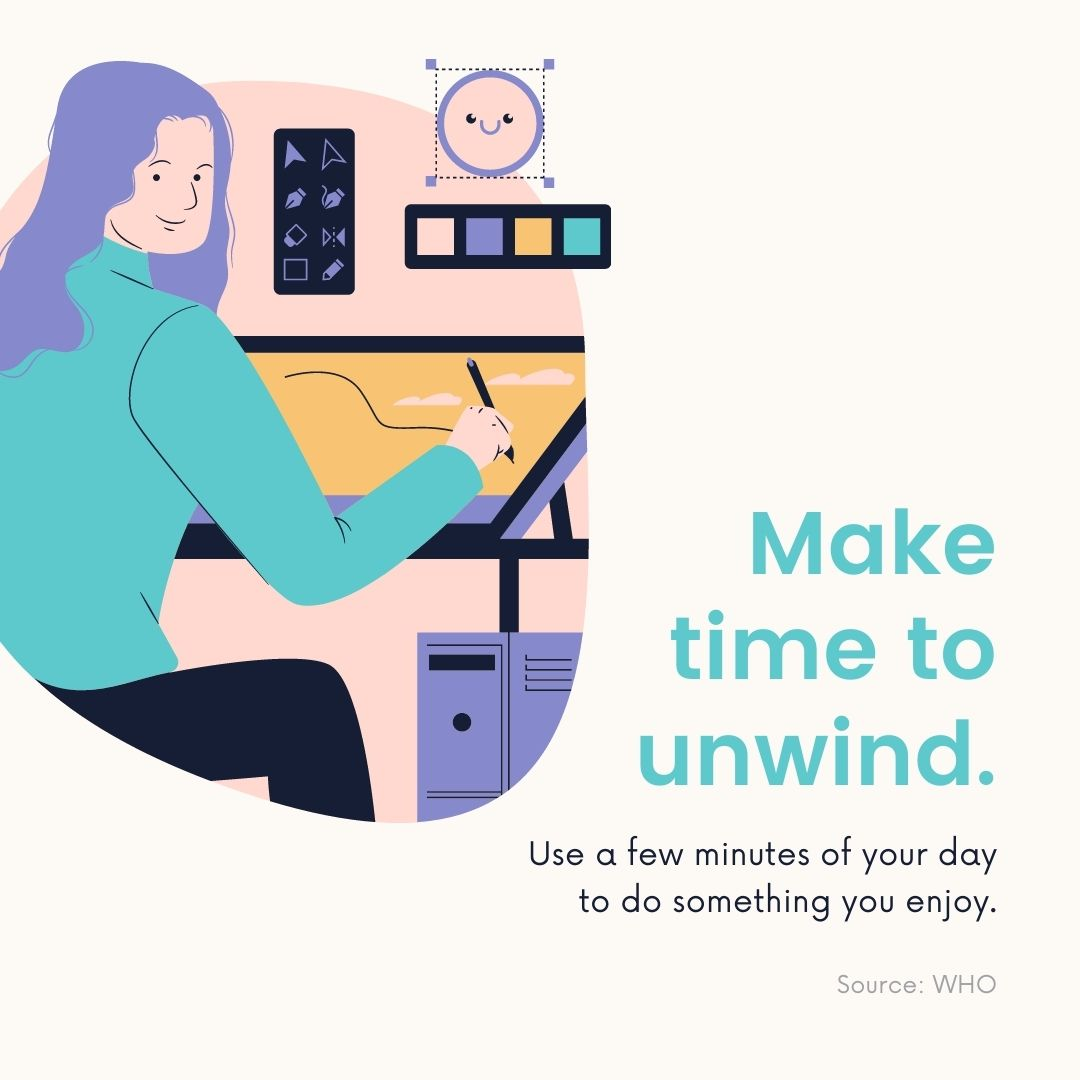 Make
time to
unwind.
Use a few minutes of your day
to do something you enjoy.
Source: WHO